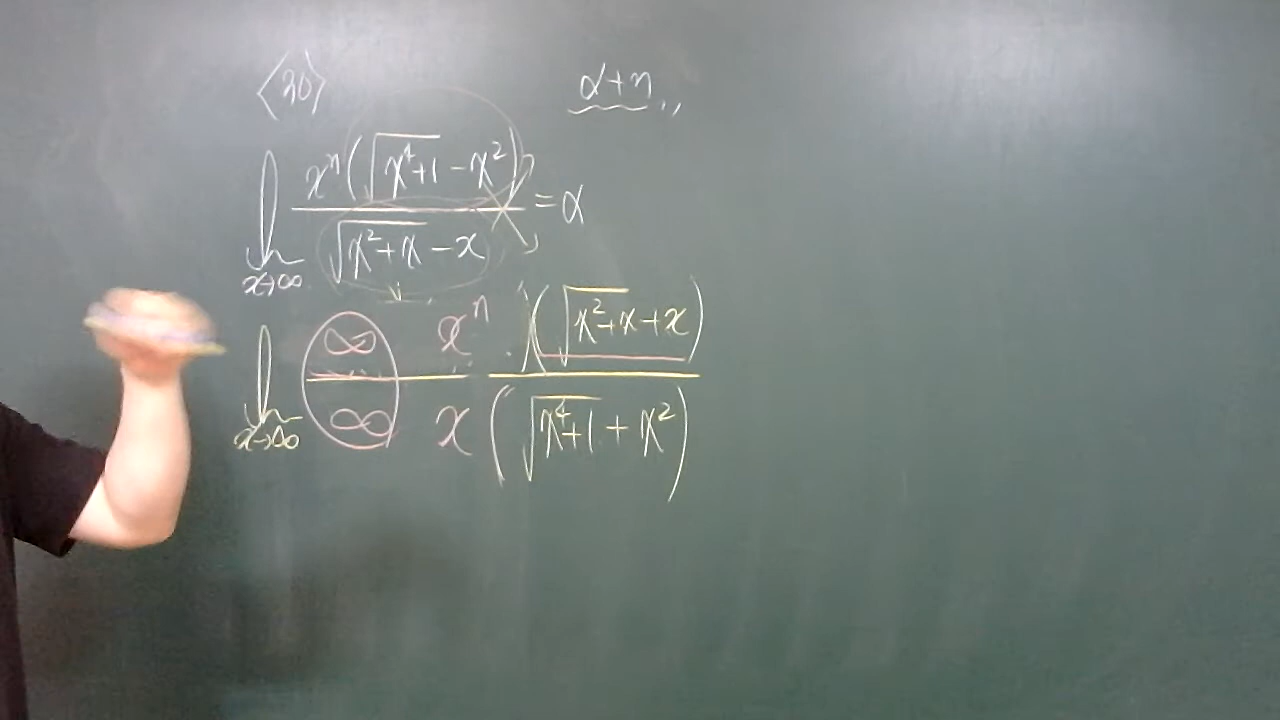 <30> α+n
lim x→∞ xⁿ(√(x⁴+1) - x²) / (√(x²+x) - x) = α
lim x→∞ ∞/∞ xⁿ(√(x²+x) + x) / x(√(x⁴+1) + x²)